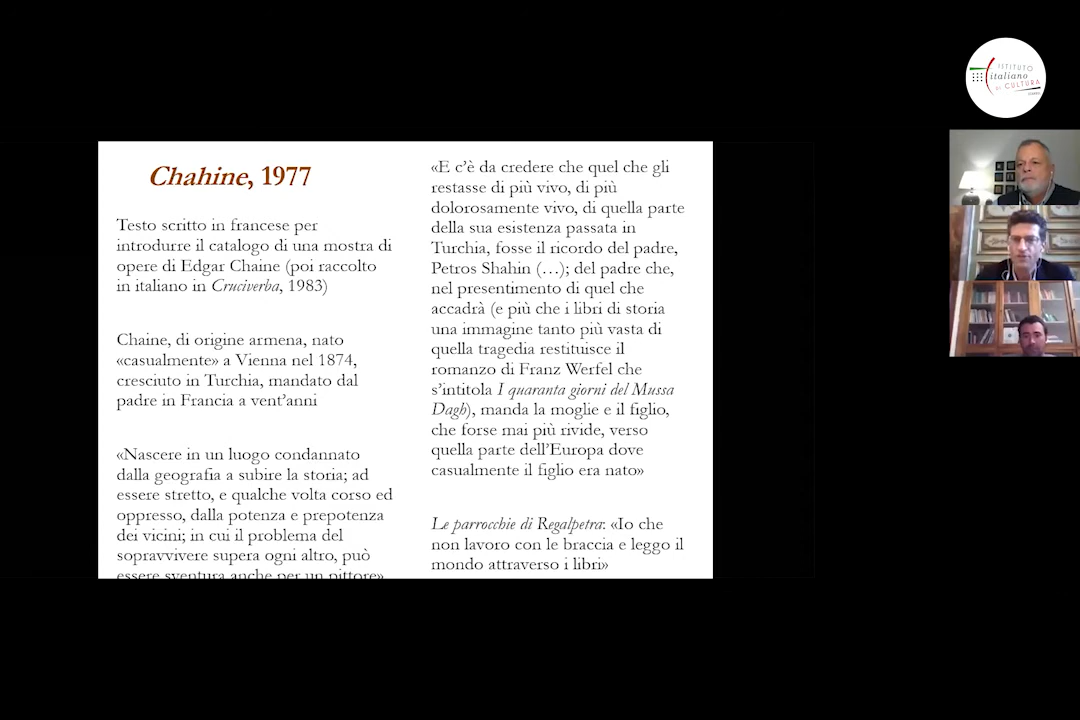 ISTITUTO
italiano
DI CULTURA
Chahine, 1977
Testo scritto in francese per
introdurre il catalogo di una mostra di
opere di Edgar Chaine (poi raccolto
in italiano in Cruciverba, 1983)
Chaine, di origine armena, nato
«casualmente» a Vienna nel 1874,
cresciuto in Turchia, mandato dal
padre in Francia a vent’anni
«Nascere in un luogo condannato
dalla geografia a subire la storia; ad
essere stretto, e qualche volta corso ed
oppresso, dalla potenza e prepotenza
dei vicini; in cui il problema del
sopravvivere supera ogni altro, può
essere sventura anche per un pittore»
«E c’è da credere che quel che gli
restasse di più vivo, di più
dolorosamente vivo, di quella parte
della sua esistenza passata in
Turchia, fosse il ricordo del padre,
Petros Shahin (…); del padre che,
nel presentimento di quel che
accadrà (e più che i libri di storia
una immagine tanto più vasta di
quella tragedia restituisce il
romanzo di Franz Werfel che
s’intitola I quaranta giorni del Mussa
Dagh), manda la moglie e il figlio,
che forse mai più rivide, verso
quella parte dell’Europa dove
casualmente il figlio era nato»
Le parrocchie di Regalpetra: «Io che
non lavoro con le braccia e leggo il
mondo attraverso i libri»